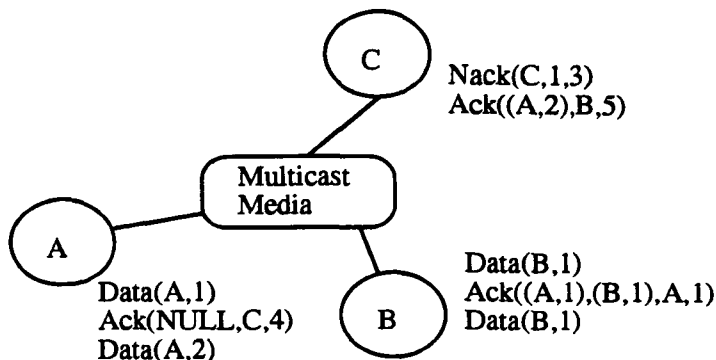 C
Nack(C,1,3)
Ack((A,2),B,5)
Multicast
Media
A
Data(A,1)
Ack(NULL,C,4)
Data(A,2)
B
Data(B,1)
Ack((A,1),(B,1),A,1)
Data(B,1)